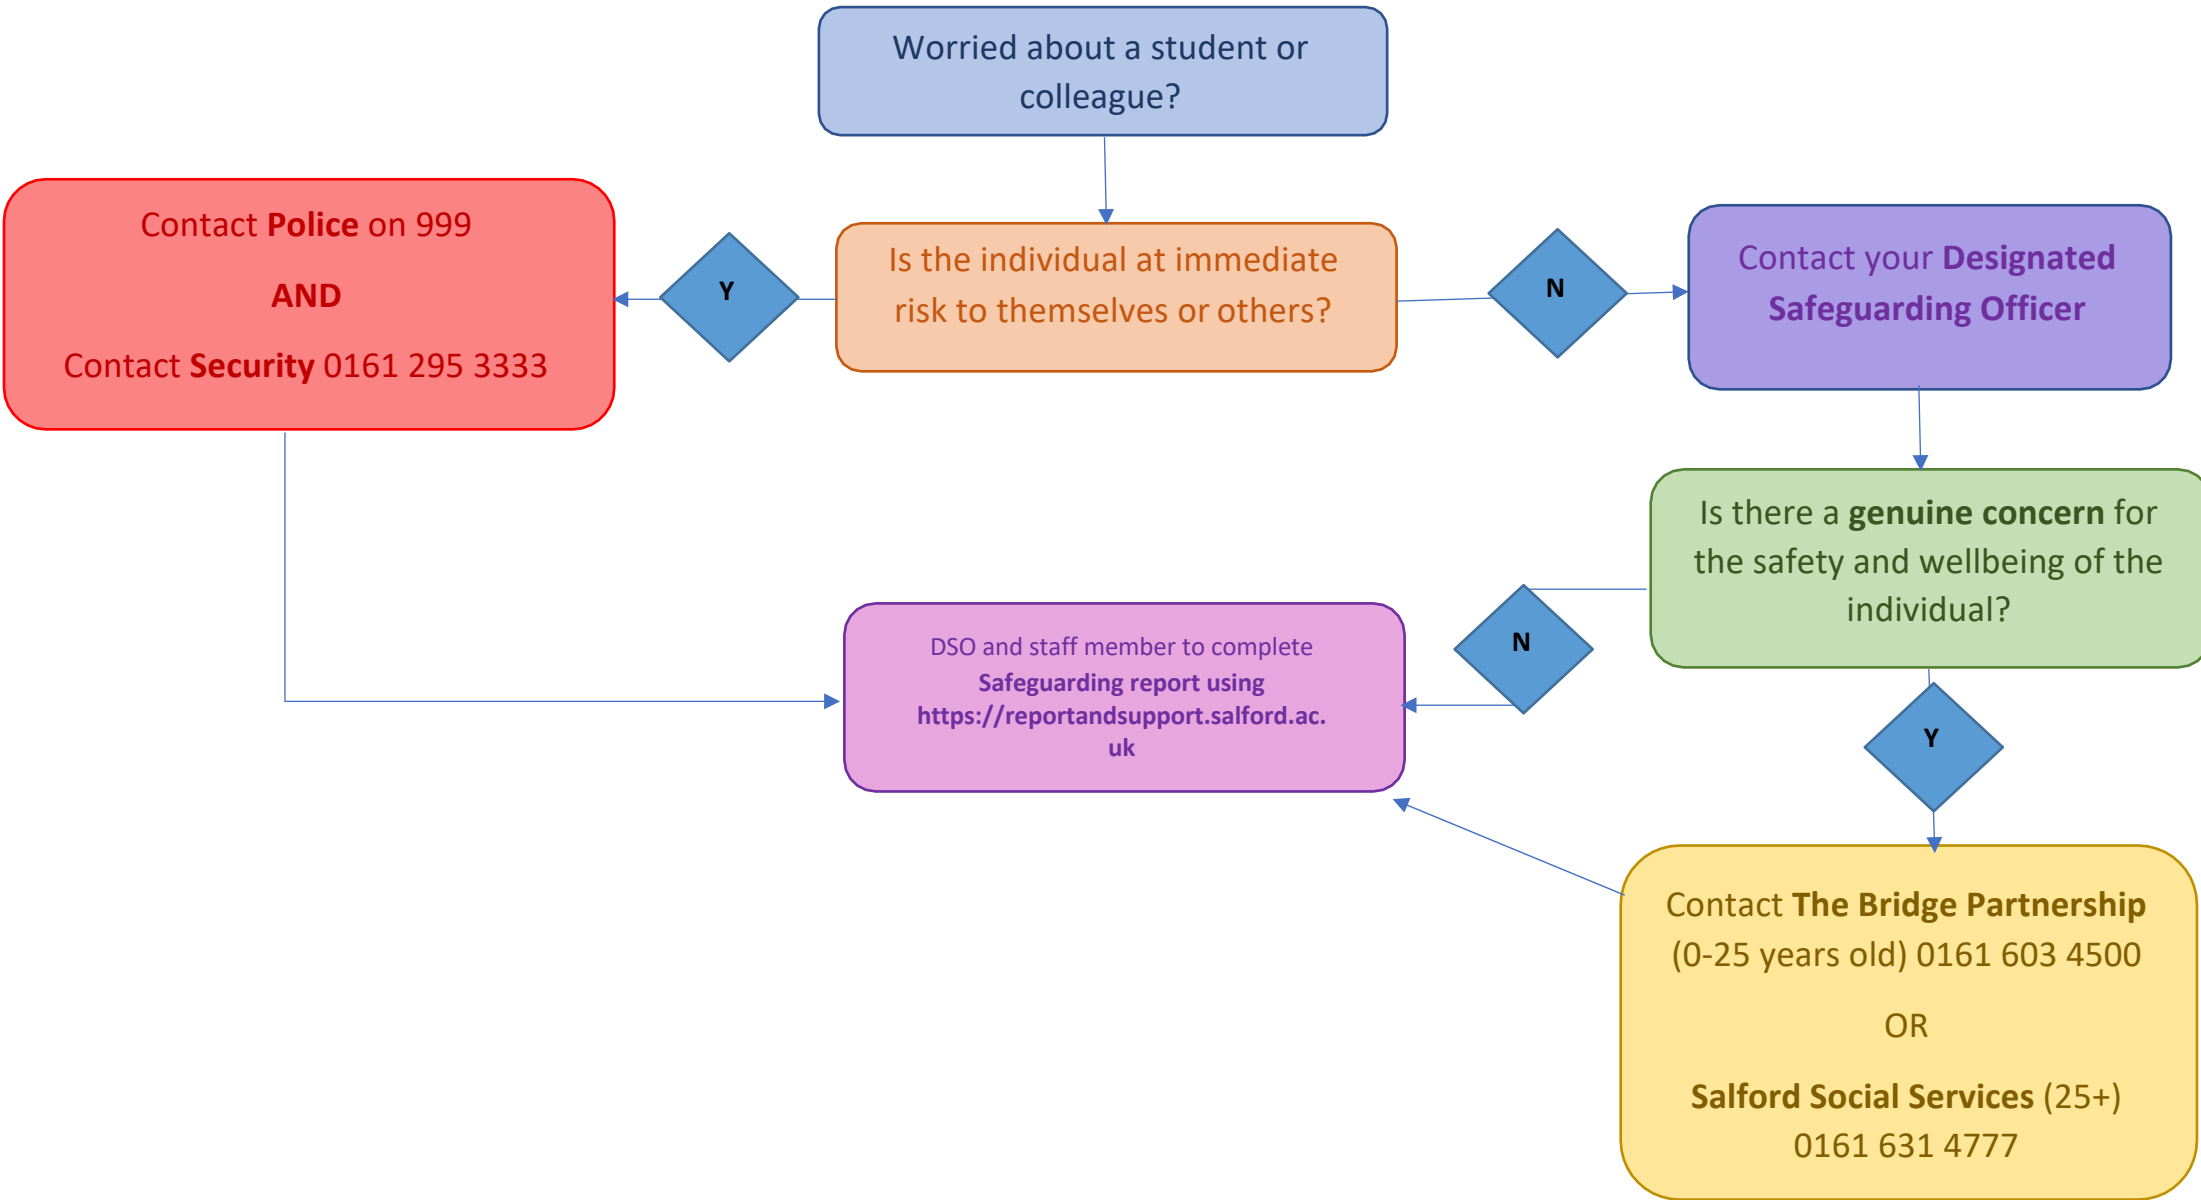 Worried about a student or
colleague?
Contact Police on 999
AND
Contact Security 0161 295 3333
Y
Is the individual at immediate
risk to themselves or others?
N
Contact your Designated
Safeguarding Officer
Is there a genuine concern for
the safety and wellbeing of the
individual?
N
DSO and staff member to complete
Safeguarding report using
https://reportandsupport.salford.ac.
uk
Y
Contact The Bridge Partnership
(0-25 years old) 0161 603 4500
OR
Salford Social Services (25+)
0161 631 4777